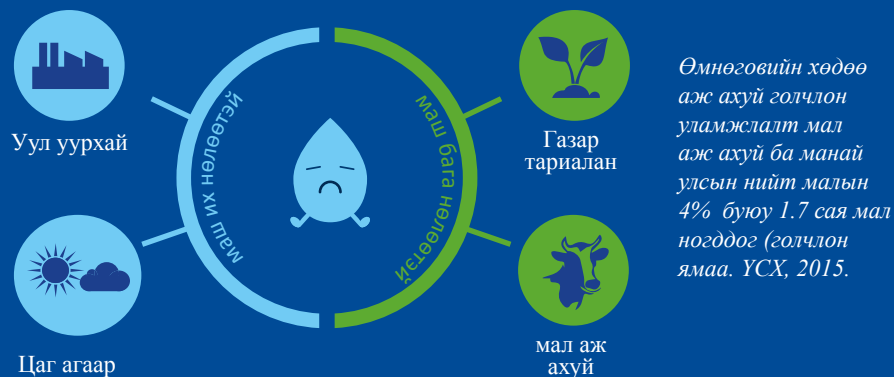 Уул уурхай
Цаг агаар
маш их нөлөөтэй
маш бага нөлөөтэй
Газар
тариалан
мал аж
ахуй
Өмнөговийн хөдөө
аж ахуй голчлон
уламжлалт мал
аж ахуй ба манай
улсын нийт малын
4% буюу 1.7 сая мал
ногддог (голчлон
ямаа. ҮСХ, 2015.